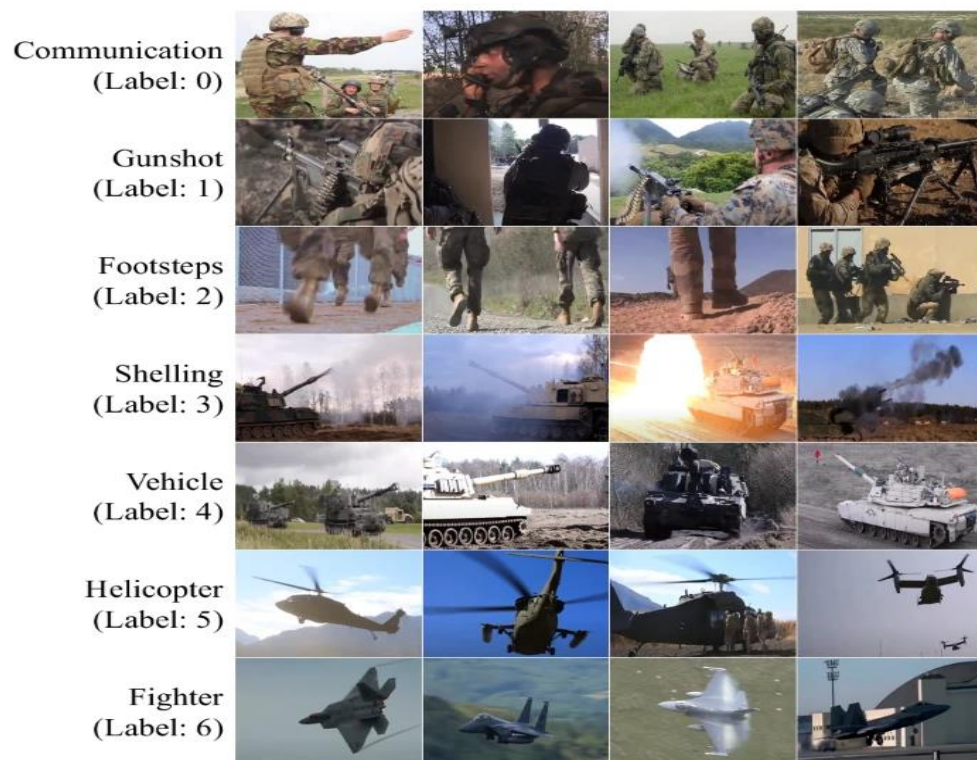 Communication
(Label: 0)
Gunshot
(Label: 1)
Footsteps
(Label: 2)
Shelling
(Label: 3)
Vehicle
(Label: 4)
Helicopter
(Label: 5)
Fighter
(Label: 6)